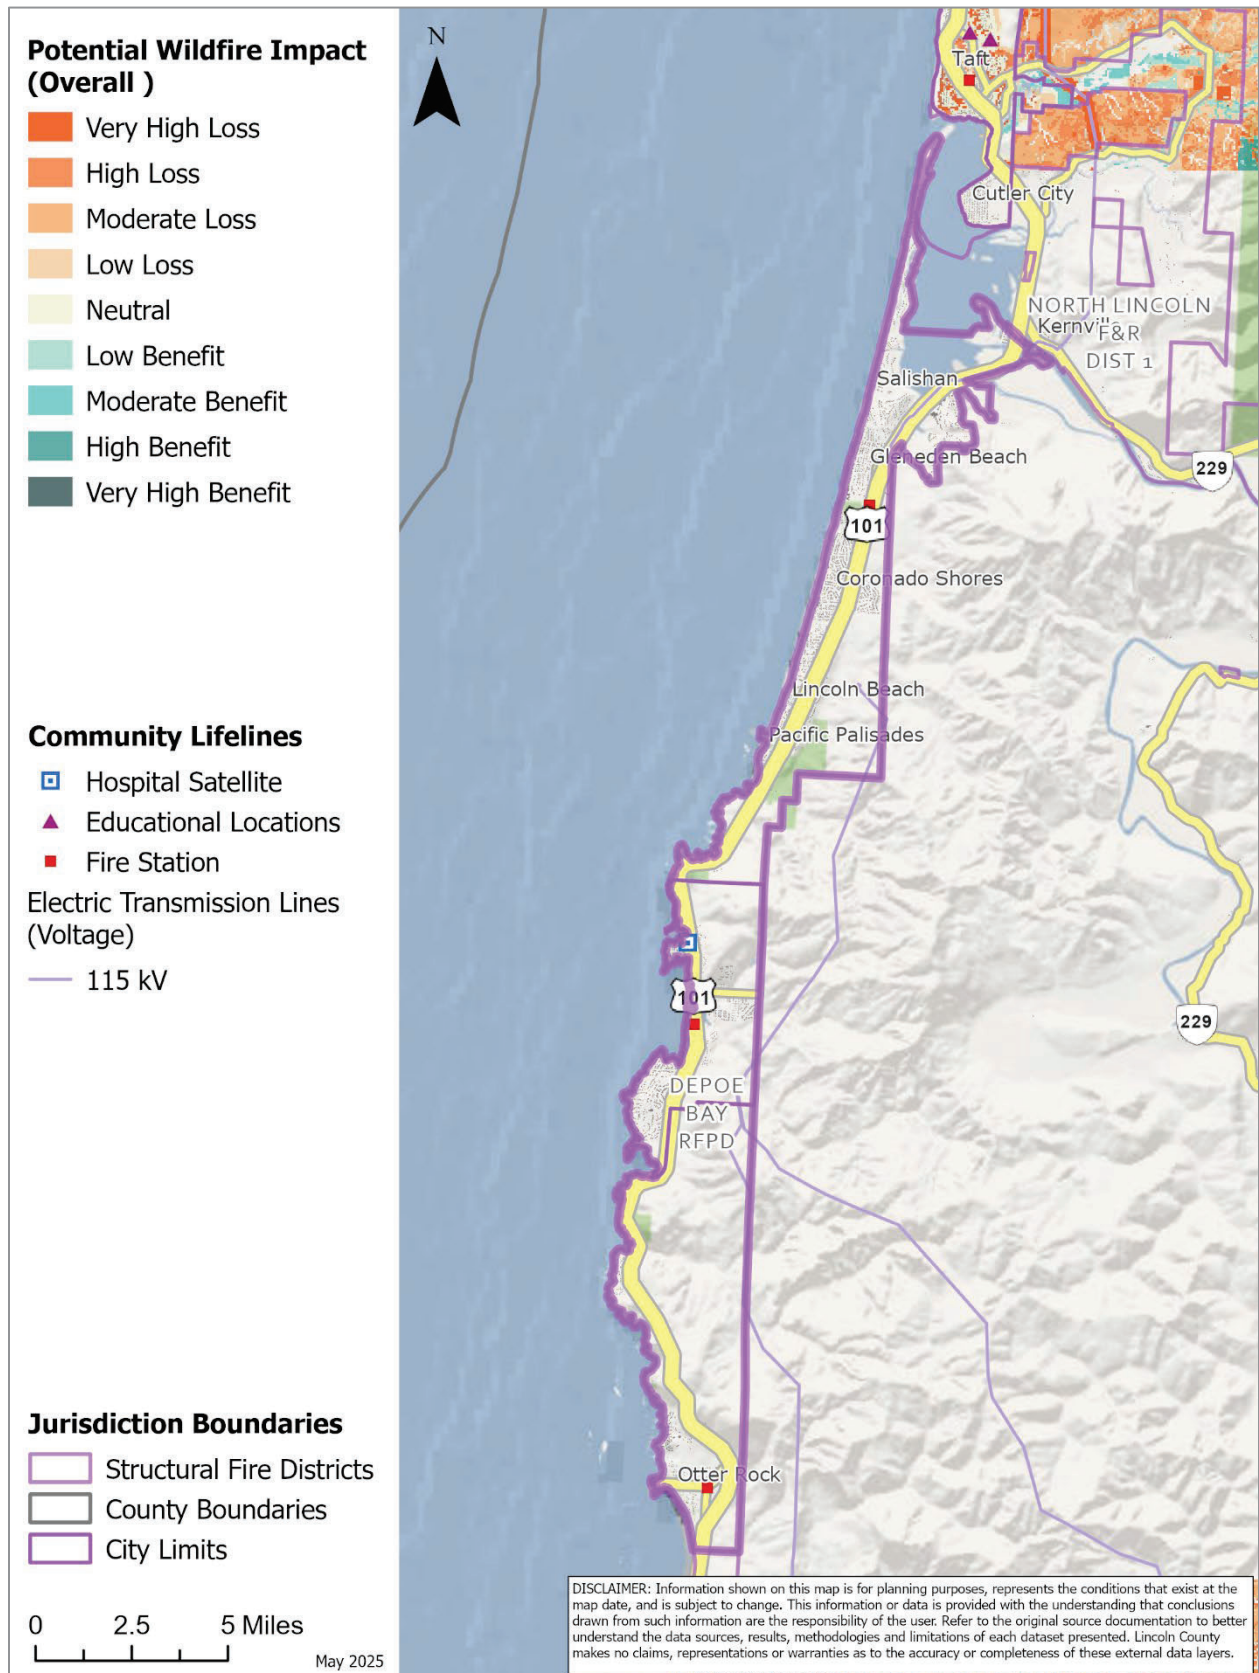 Potential Wildfire Impact
(Overall )
Very High Loss
High Loss
Moderate Loss
Low Loss
Neutral
Low Benefit
Moderate Benefit
High Benefit
Very High Benefit
Community Lifelines
Hospital Satellite
Educational Locations
Fire Station
Electric Transmission Lines
(Voltage)
115 kV
Jurisdiction Boundaries
Structural Fire Districts
County Boundaries
City Limits
0 2.5 5 Miles
May 2025
N
Taft
Cutler City
NORTH LINCOLN
F&R
DIST 1
Salishan
Gleneden Beach
229
101
Coronado Shores
Lincoln Beach
Pacific Palisades
101
229
DEPOE
BAY
RFPD
Otter Rock
DISCLAIMER: Information shown on this map is for planning purposes, represents the conditions that exist at the
map date, and is subject to change. This information or data is provided with the understanding that conclusions
drawn from such information are the responsibility of the user. Refer to the original source documentation to better
understand the data sources, results, methodologies and limitations of each dataset presented. Lincoln County
makes no claims, representations or warranties as to the accuracy or completeness of these external data layers.